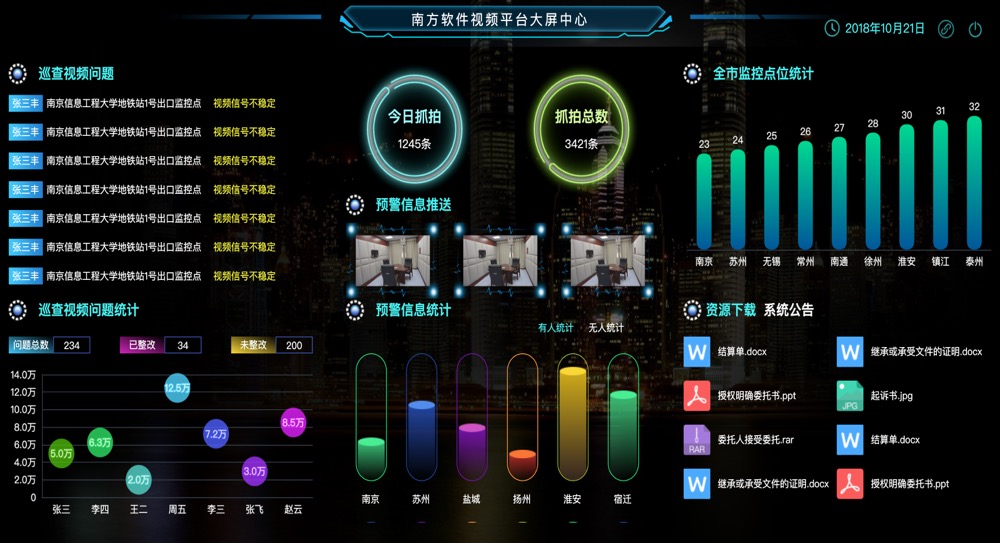 南方软件视频平台大屏中心
2018年10月21日
巡查视频问题
张三丰 南京信息工程大学地铁站1号出口监控点 视频信号不稳定
张三丰 南京信息工程大学地铁站1号出口监控点 视频信号不稳定
张三丰 南京信息工程大学地铁站1号出口监控点 视频信号不稳定
张三丰 南京信息工程大学地铁站1号出口监控点 视频信号不稳定
张三丰 南京信息工程大学地铁站1号出口监控点 视频信号不稳定
张三丰 南京信息工程大学地铁站1号出口监控点 视频信号不稳定
张三丰 南京信息工程大学地铁站1号出口监控点 视频信号不稳定
巡查视频问题统计
问题总数 234 已整改 34 未整改 200
14.0万
12.0万
10.0万
8.0万
6.0万
4.0万
2.0万
0
5.0万 6.3万 2.0万 12.5万 7.2万 3.0万 8.5万
张三 李四 王二 周五 李三 张飞 赵云
今日抓拍
1245条
抓拍总数
3421条
预警信息推送
预警信息统计
有人统计 无人统计
南京 苏州 盐城 扬州 淮安 宿迁
全市监控点位统计
23 24 25 26 27 28 30 31 32
南京 苏州 无锡 常州 南通 徐州 淮安 镇江 泰州
资源下载 系统公告
W 结算单.docx W 继承或承受文件的证明.docx
授权明确委托书.ppt JPG 起诉书.jpg
RAR 委托人接受委托.rar W 结算单.docx
W 继承或承受文件的证明.docx 授权明确委托书.ppt